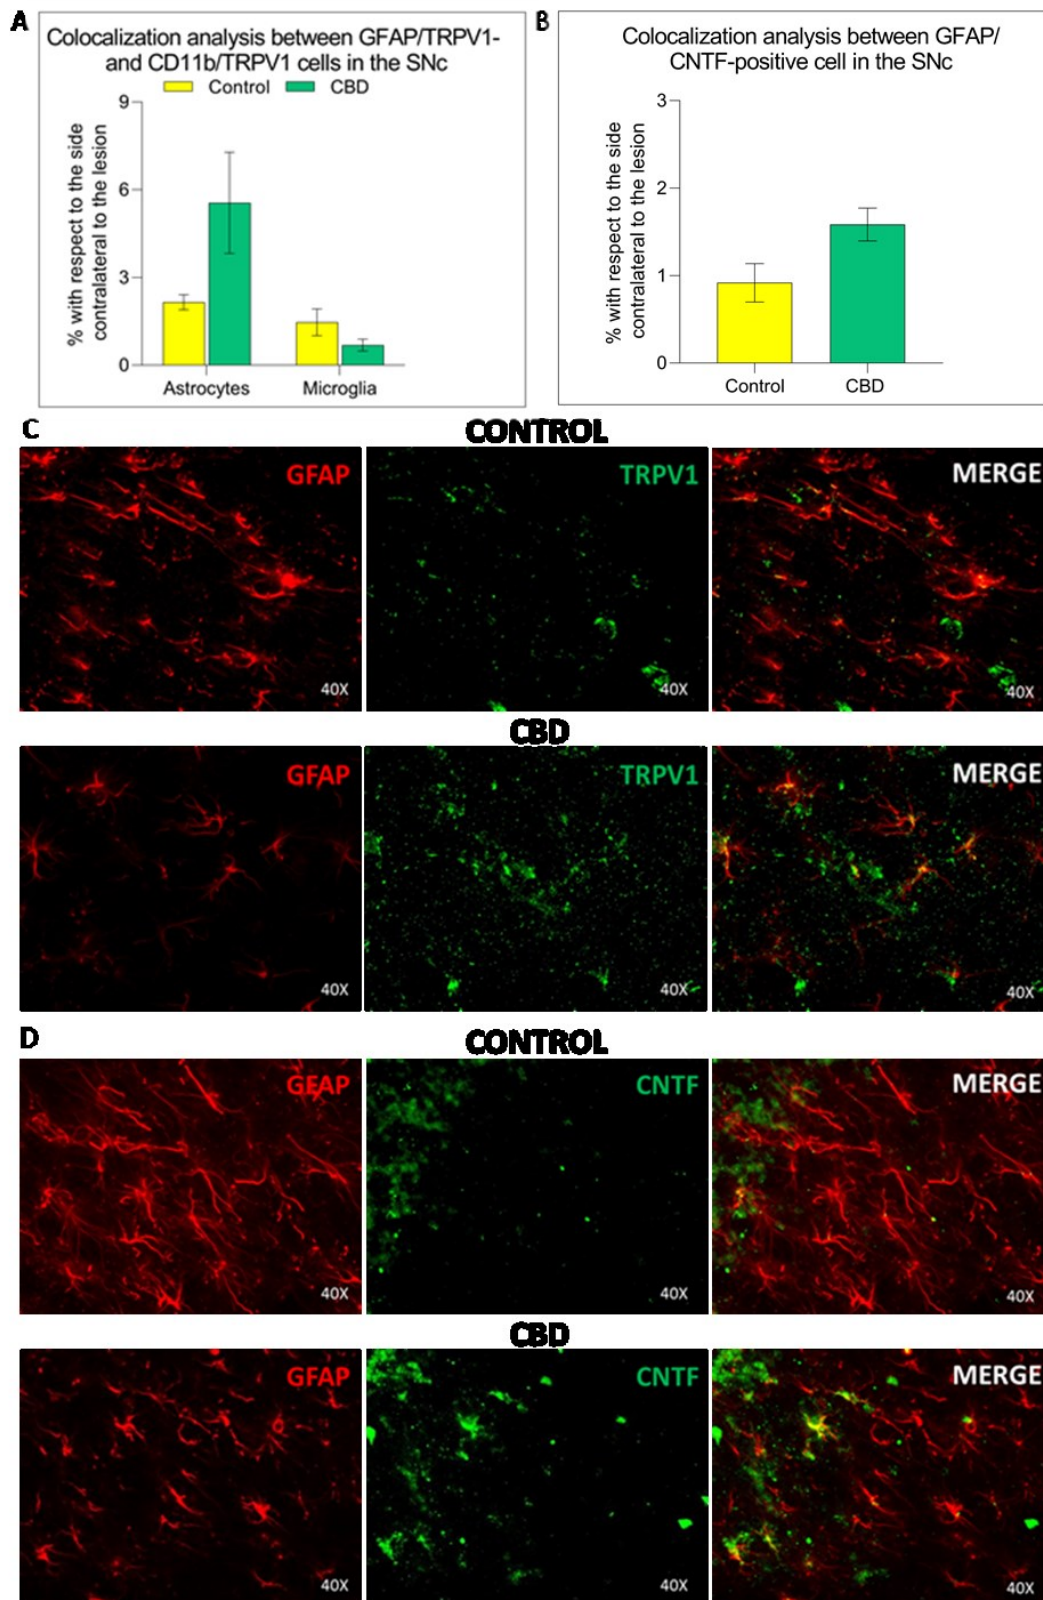 A
Colocalization analysis between GFAP/TRPV1-
and CD11b/TRPV1 cells in the SNc
Control CBD
% with respect to the side
contralateral to the lesion
9
6
3
0
Astrocytes Microglia
B
Colocalization analysis between GFAP/
CNTF-positive cell in the SNc
% with respect to the side
contralateral to the lesion
3
2
1
0
Control CBD
C
CONTROL
GFAP TRPV1 MERGE
40X 40X 40X
CBD
GFAP TRPV1 MERGE
40X 40X 40X
D
CONTROL
GFAP CNTF MERGE
40X 40X 40X
CBD
GFAP CNTF MERGE
40X 40X 40X